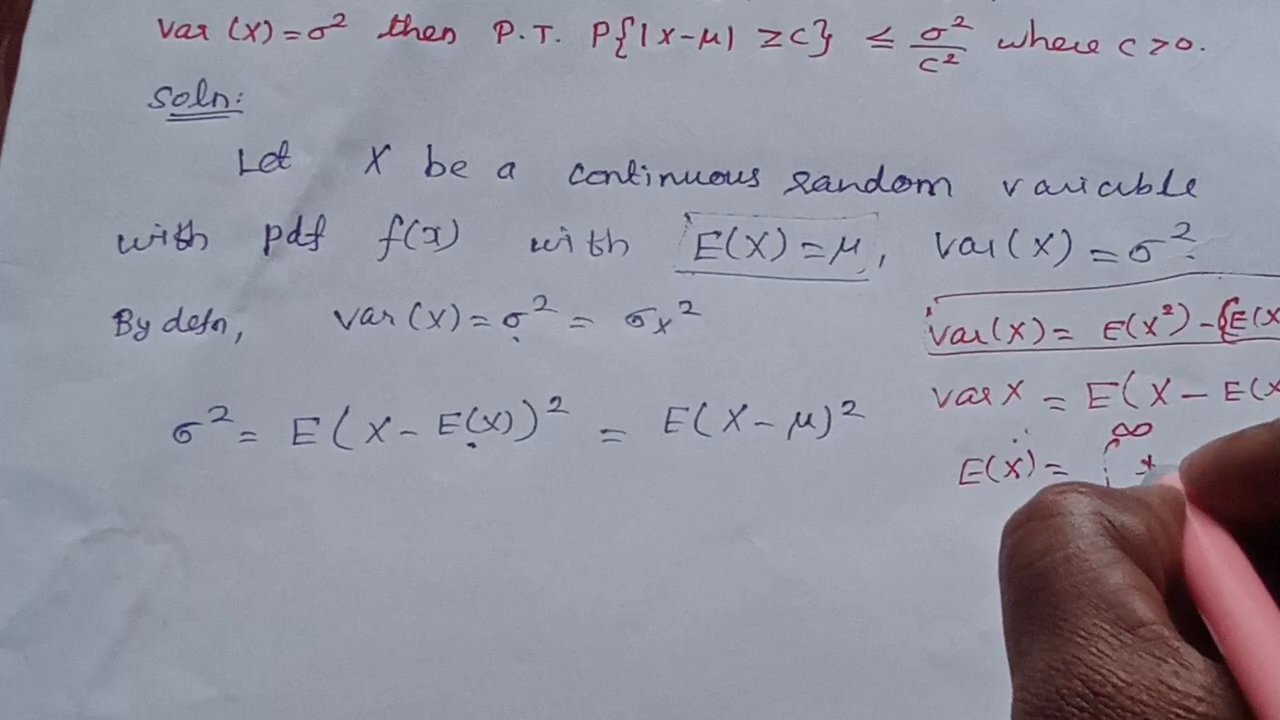 Var (X) = σ² then P.T. P{|X-μ| ≥ C} ≤ σ²/C² where C > 0.
Soln:
Let X be a continuous random variable
with pdf f(x) with E(X) = μ, Var(X) = σ².
By defn, Var(X) = σ² = σx²
Var(X) = E(X²) - {E(X
σ² = E(X - E(X))² = E(X - μ)²
Var X = E(X - E(X
E(X) = ∫ ∞ x